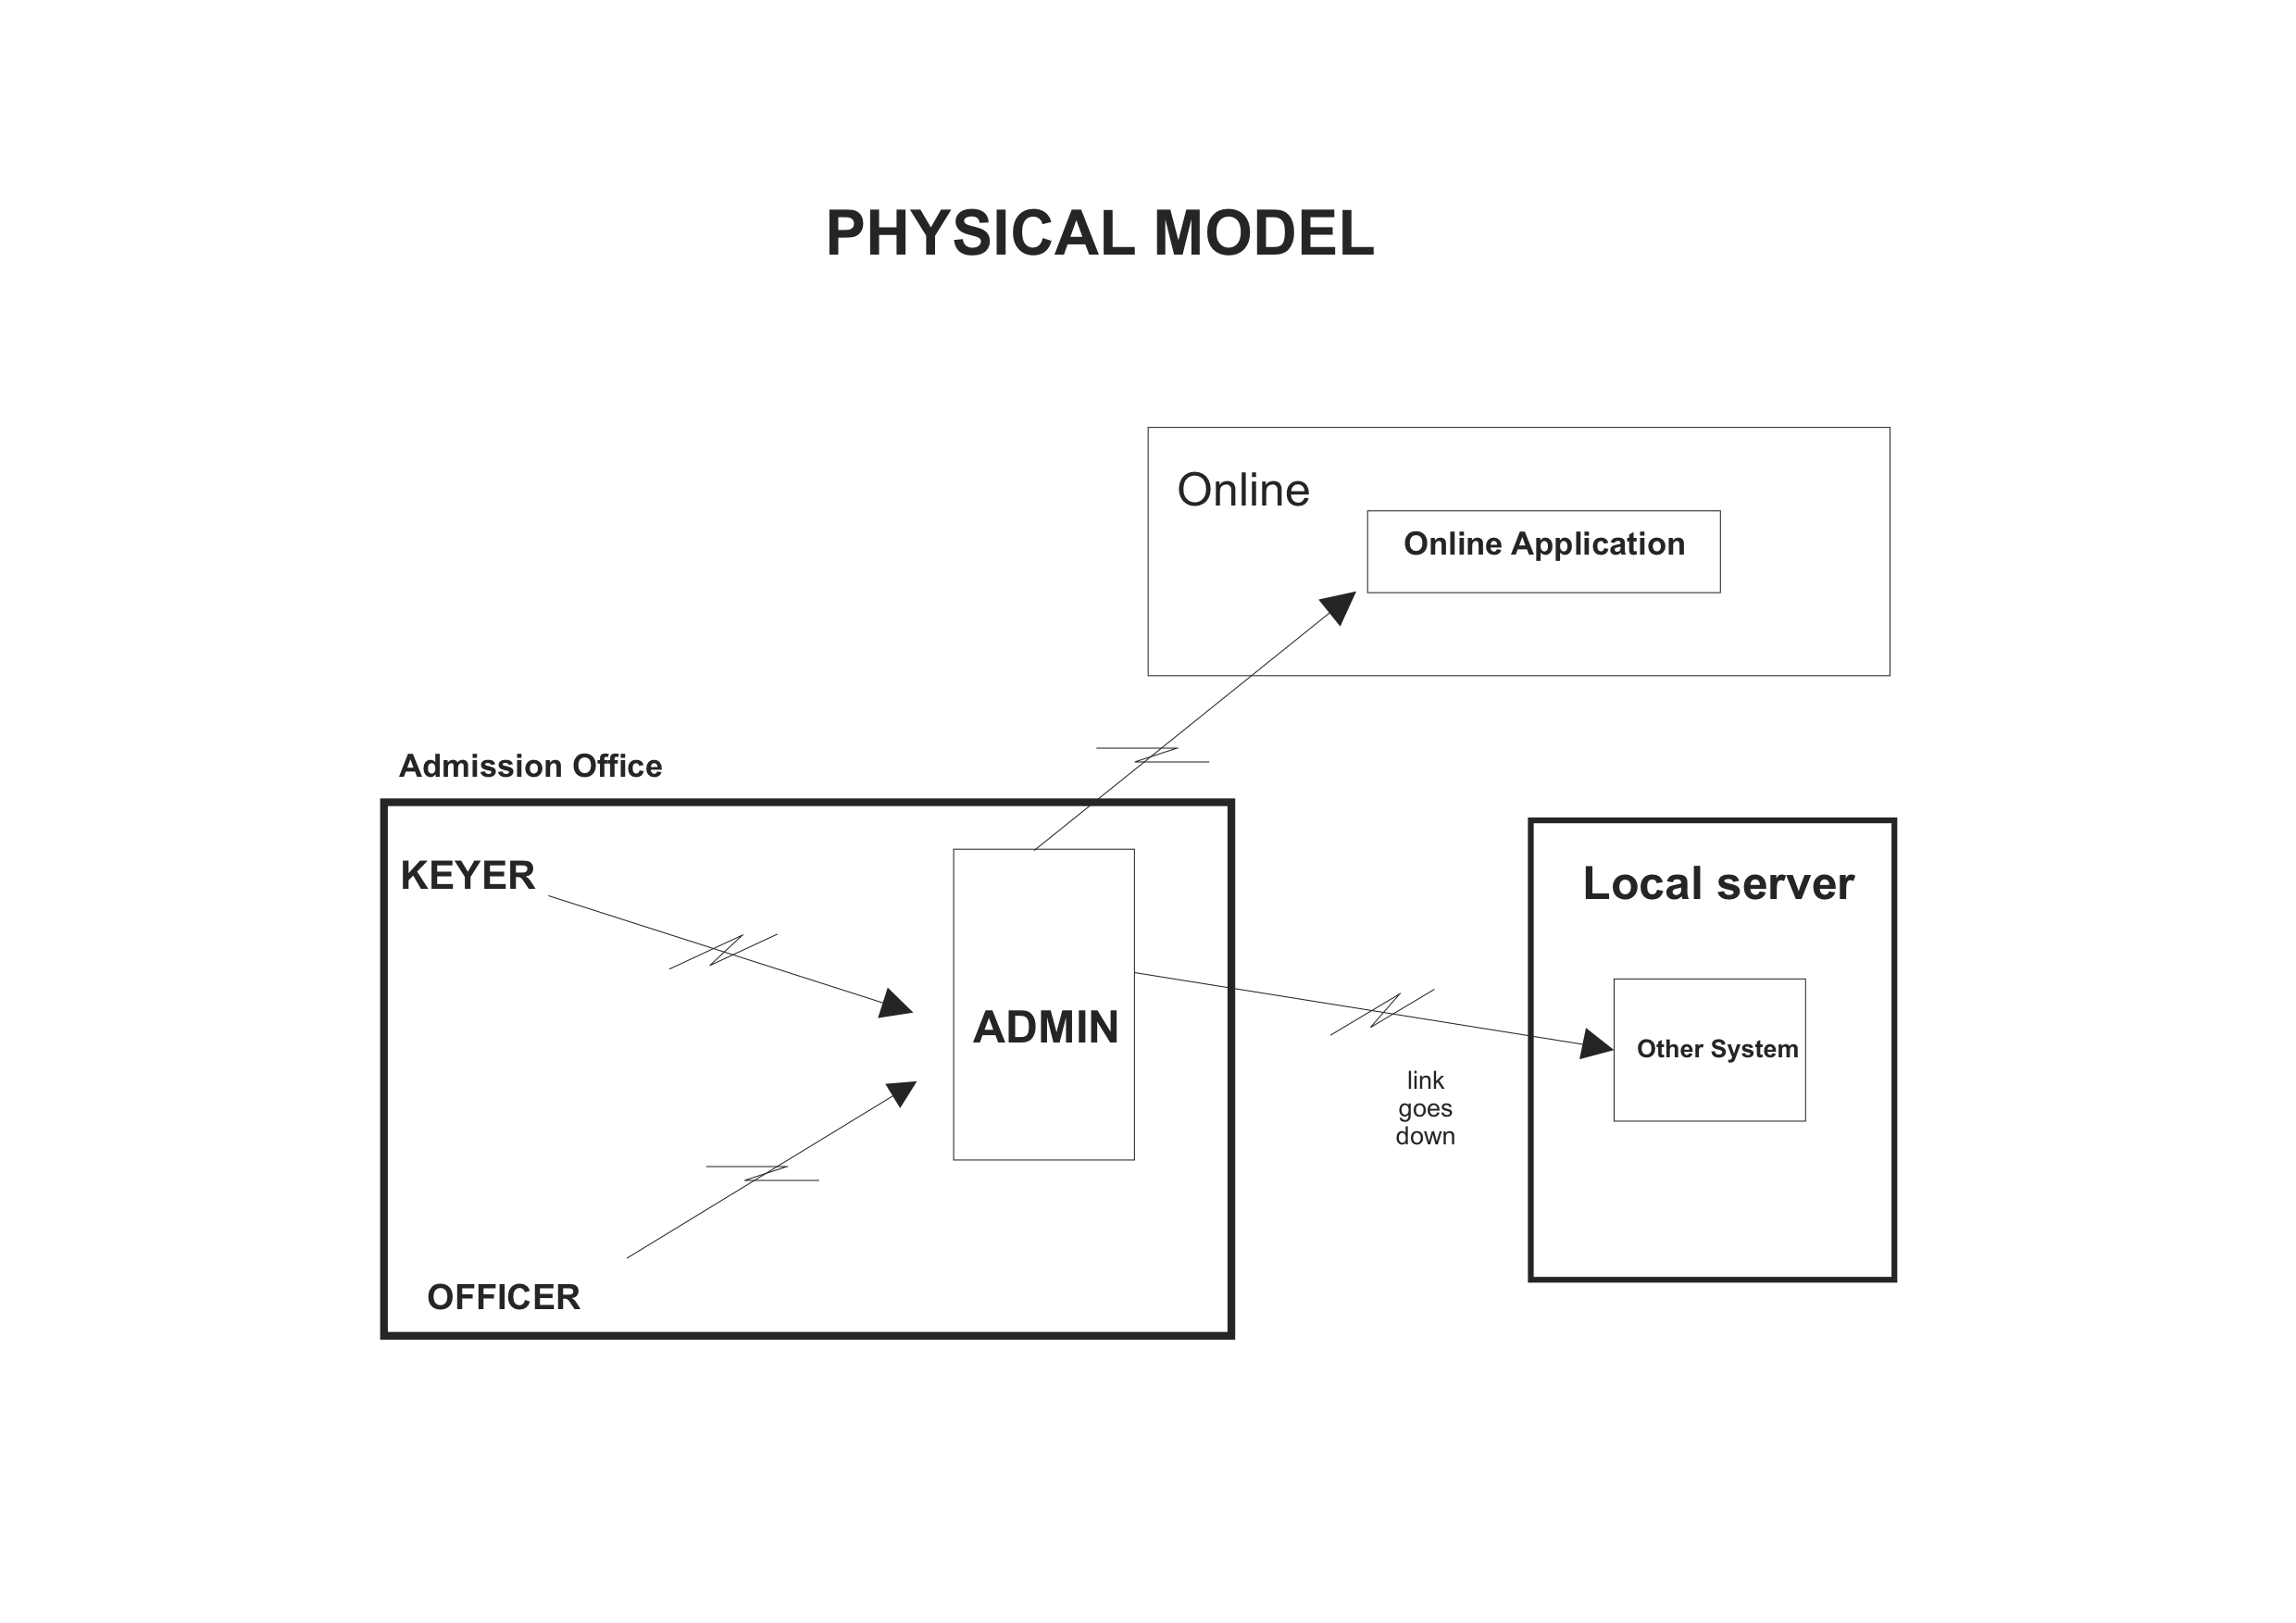 PHYSICAL MODEL
Online
Online Application
Admission Office
KEYER
ADMIN
OFFICER
Local server
Other System
link
goes
down